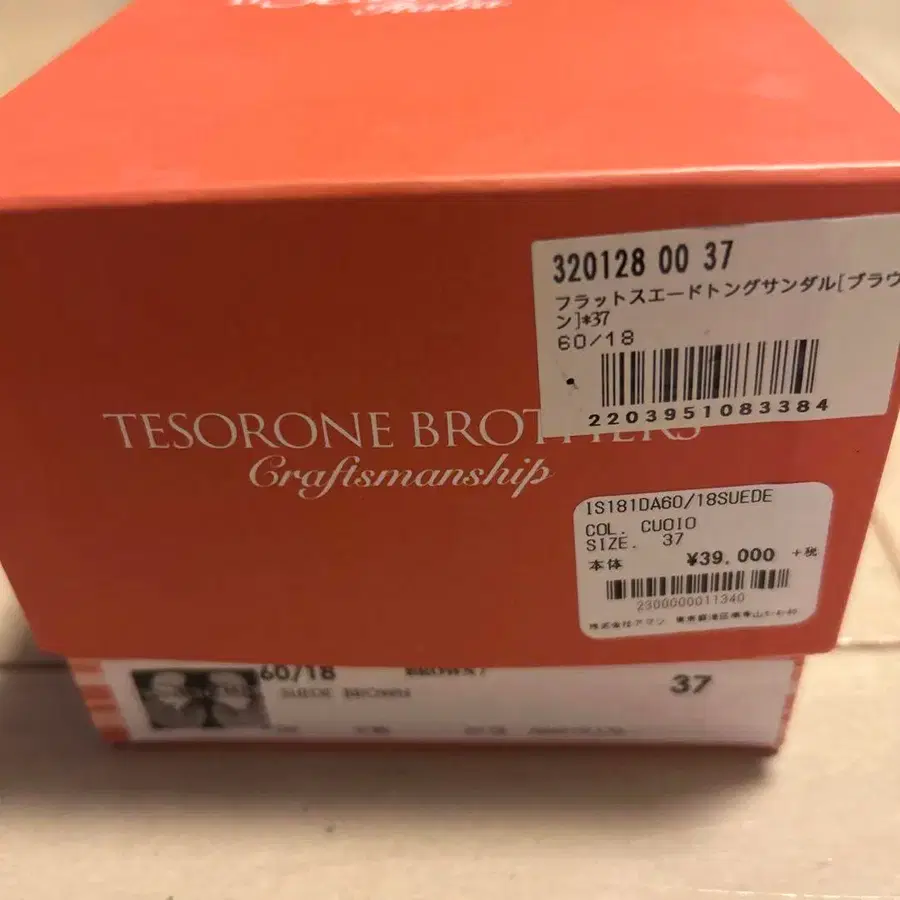 320128 00 37
フラットスエードトングサンダル[ブラウ
ン]*37
60/18
2203951083384
TESORONE BROTHERS
Craftsmanship
IS181DA60/18SUEDE
COL. CUOIO
SIZE. 37
本体 ¥39.000 +税
2300000011340
60/18 37
SUEDE BROWN